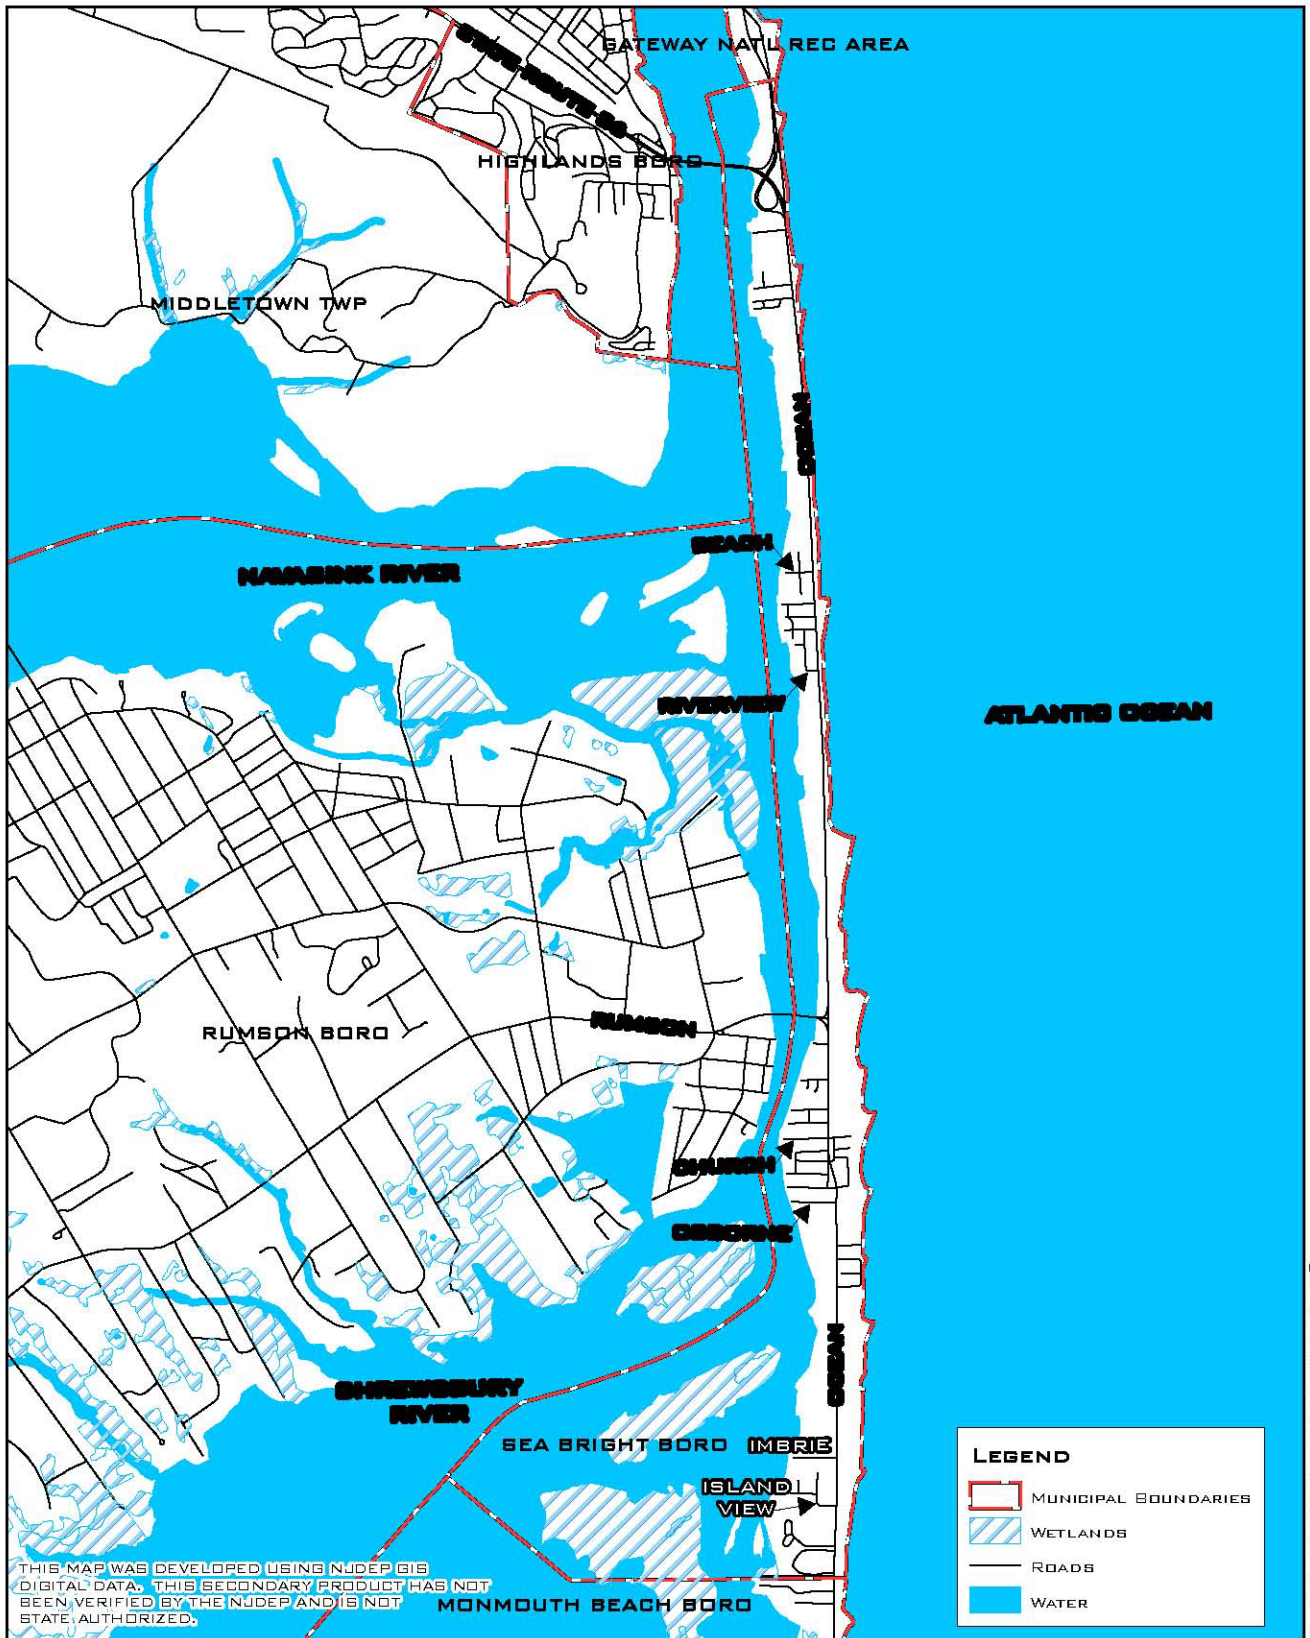 GATEWAY NAT'L REC AREA
STATE ROUTE 36
HIGHLANDS BORO
MIDDLETOWN TWP
OCEAN
BEACH
NAVASINK RIVER
RIVERVIEW
ATLANTIC OCEAN
RUMSON
RUMSON BORO
CHURCH
OSBORNE
OCEAN
SHREWSBURY
RIVER
SEA BRIGHT BORO
IMBRIE
ISLAND
VIEW
MONMOUTH BEACH BORO
THIS MAP WAS DEVELOPED USING NJDEP GIS
DIGITAL DATA. THIS SECONDARY PRODUCT HAS NOT
BEEN VERIFIED BY THE NJDEP AND IS NOT
STATE AUTHORIZED.
LEGEND
MUNICIPAL BOUNDARIES
WETLANDS
ROADS
WATER